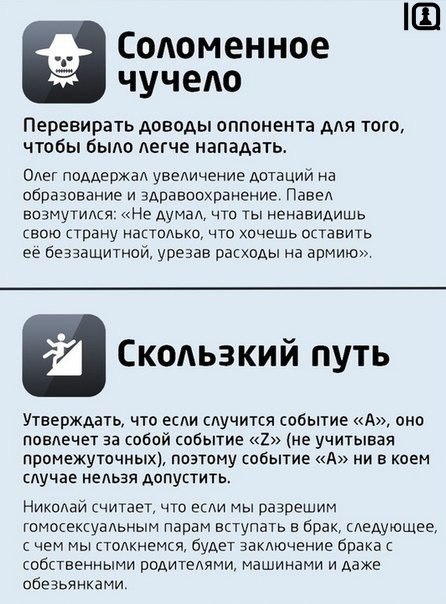 IQ
Соломенное
чучело
Перевирать доводы оппонента для того,
чтобы было легче нападать.
Олег поддержал увеличение дотаций на
образование и здравоохранение. Павел
возмутился: «Не думал, что ты ненавидишь
свою страну настолько, что хочешь оставить
её беззащитной, урезав расходы на армию».
Скользкий путь
Утверждать, что если случится событие «A», оно
повлечет за собой событие «Z» (не учитывая
промежуточных), поэтому событие «A» ни в коем
случае нельзя допустить.
Николай считает, что если мы разрешим
гомосексуальным парам вступать в брак, следующее,
с чем мы столкнемся, будет заключение брака с
собственными родителями, машинами и даже
обезьянками.